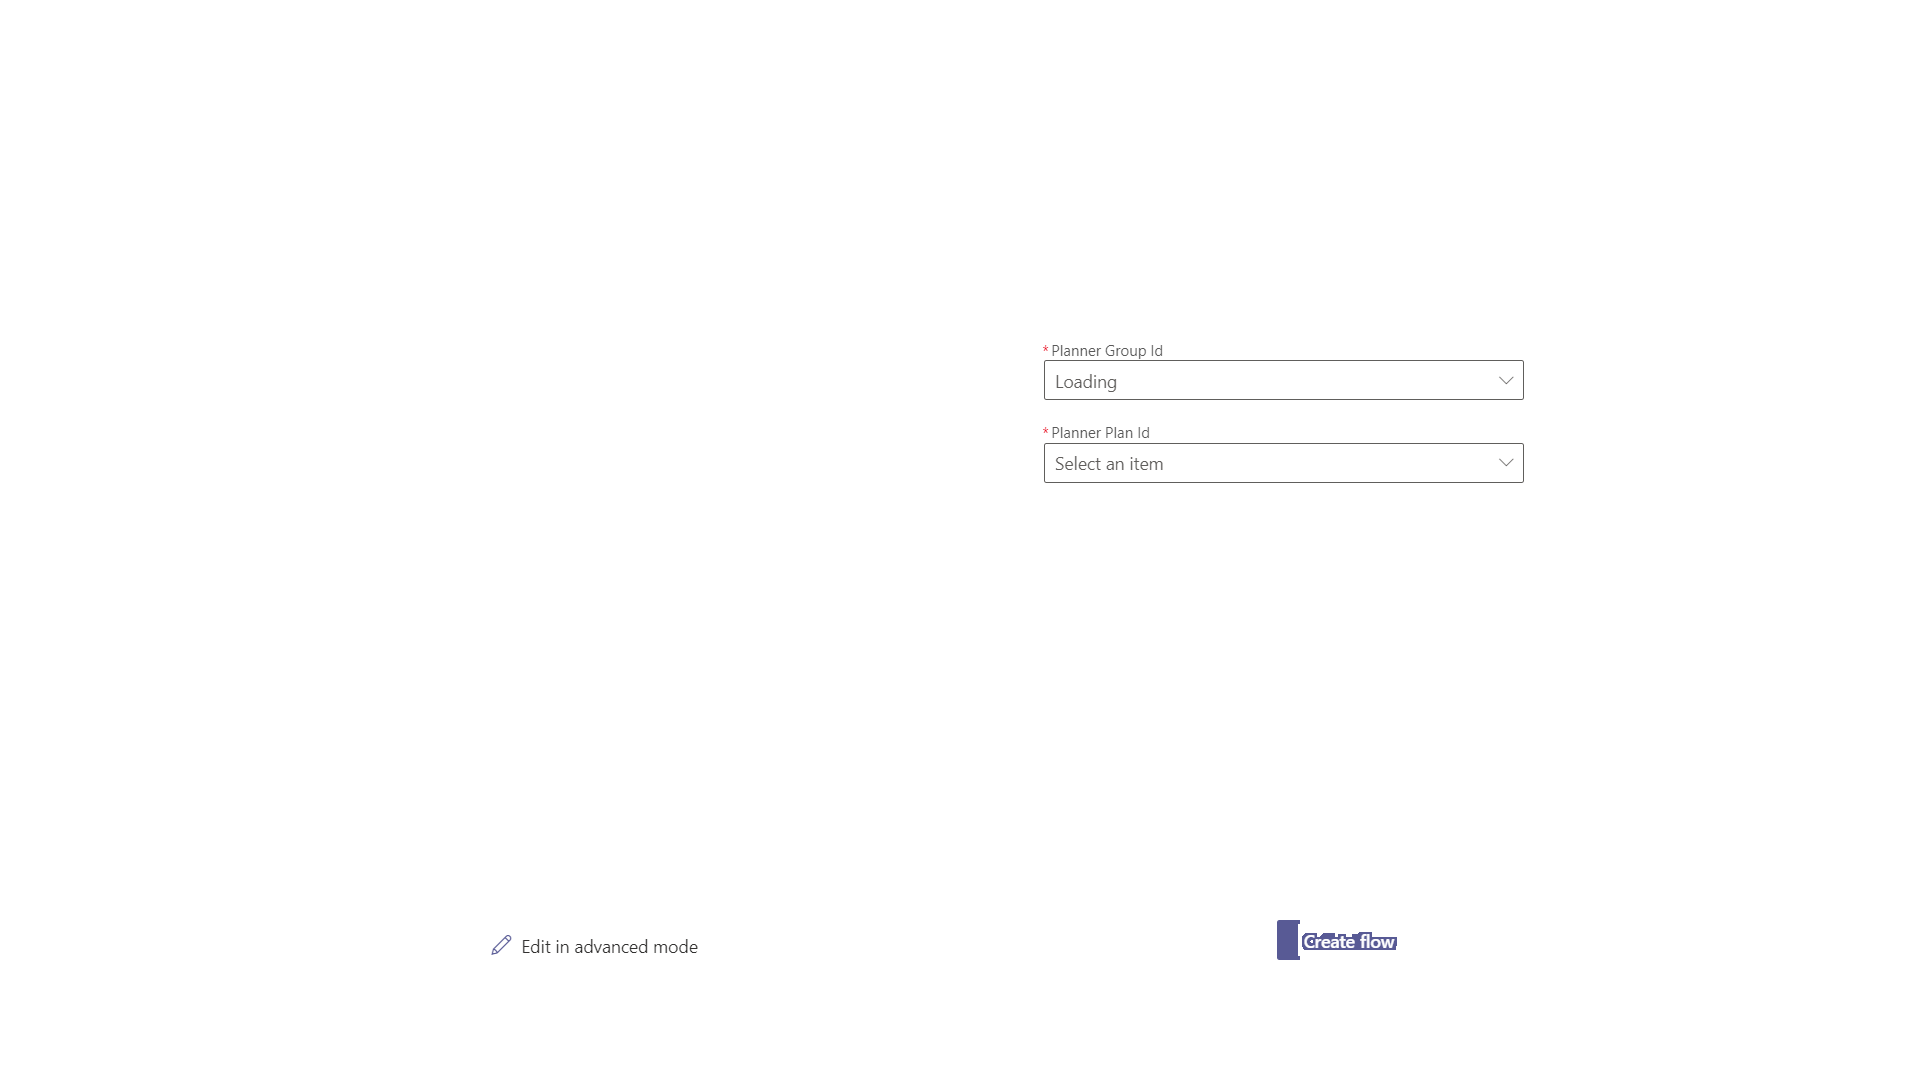 *Planner Group Id
Loading
*Planner Plan Id
Select an item
Edit in advanced mode
Create flow